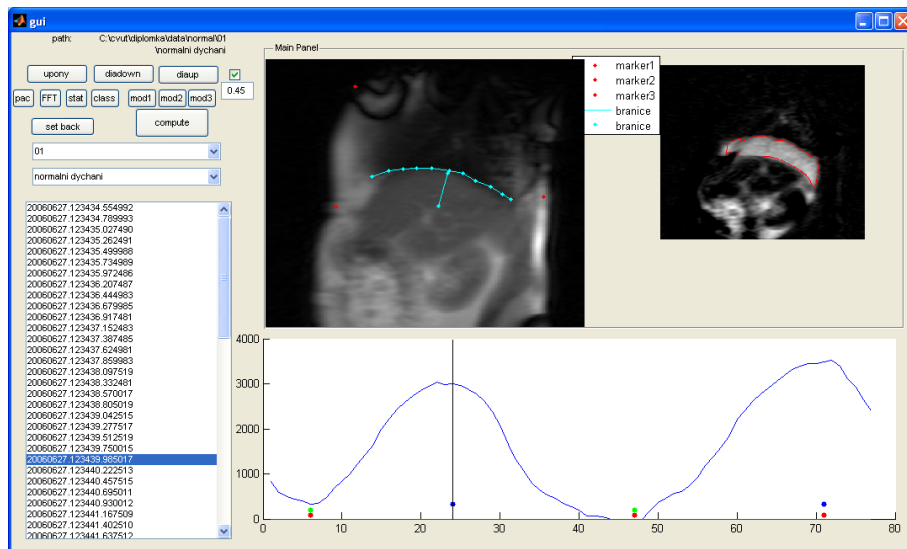 gui
path: C:\cvut\diplomka\data\normal\01
\normalni dychani
upony diadown diaup
0.45
pac FFT stat class mod1 mod2 mod3
set back compute
01
normalni dychani
20060627.123434.554992
20060627.123434.789993
20060627.123435.027490
20060627.123435.262491
20060627.123435.499988
20060627.123435.734989
20060627.123435.972486
20060627.123436.207487
20060627.123436.444983
20060627.123436.679985
20060627.123436.917481
20060627.123437.152483
20060627.123437.387485
20060627.123437.624981
20060627.123437.859983
20060627.123438.097519
20060627.123438.332481
20060627.123438.570017
20060627.123438.805019
20060627.123439.042515
20060627.123439.277517
20060627.123439.512519
20060627.123439.750015
20060627.123439.985017
20060627.123440.222513
20060627.123440.457515
20060627.123440.695011
20060627.123440.930012
20060627.123441.167509
20060627.123441.402510
20060627.123441.637512
Main Panel
marker1
marker2
marker3
branice
branice
4000
3000
2000
1000
0
0 10 20 30 40 50 60 70 80